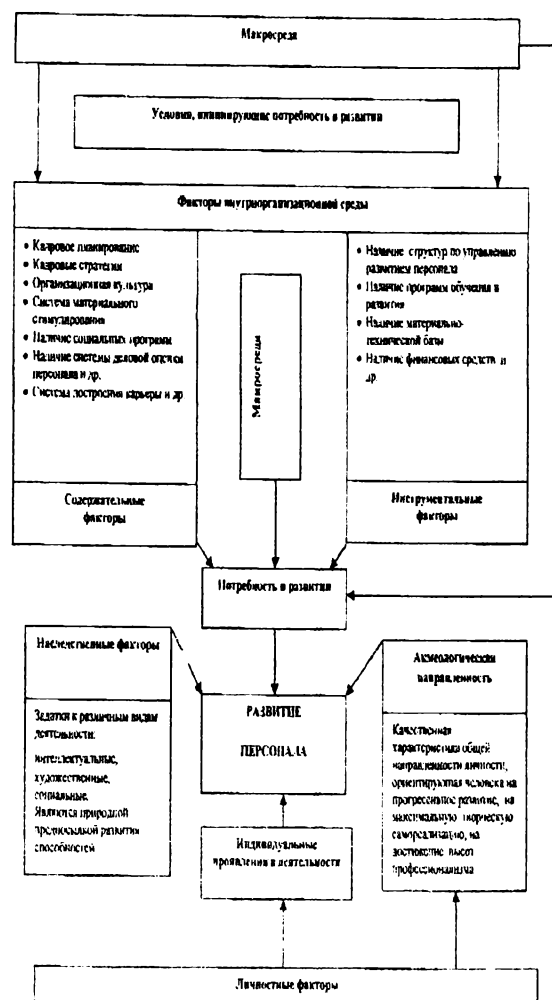 Макросреда
Условия, инициирующие потребность в развитии
Факторы внутриорганизационной среды
• Кадровое планирование
• Кадровые стратегии
• Организационная культура
• Система материального
стимулирования
• Наличие социальных программ
• Наличие системы деловой оценки
персонала и др.
• Система построения карьеры и др
Содержательные
факторы
Макросреда
• Наличие структур по управлению
развитием персонала
• Наличие программ обучения и
развития
• Наличие материально-
технической базы
• Наличие финансовых средств и
др
Инструментальные
факторы
Потребность в развитии
Наследственные факторы
Задатки к различным видам
деятельности:
интеллектуальные,
художественные,
социальные.
Являются природной
предпосылкой развития
способностей
РАЗВИТИЕ
ПЕРСОНАЛА
Индивидуальные
проявления в деятельности
Акмеологическая
направленность
Качественная
характеристика общей
направленности личности,
ориентирующая человека на
прогрессивное развитие, на
максимальную творческую
самореализацию, на
достижение высот
профессионализма
Личностные факторы